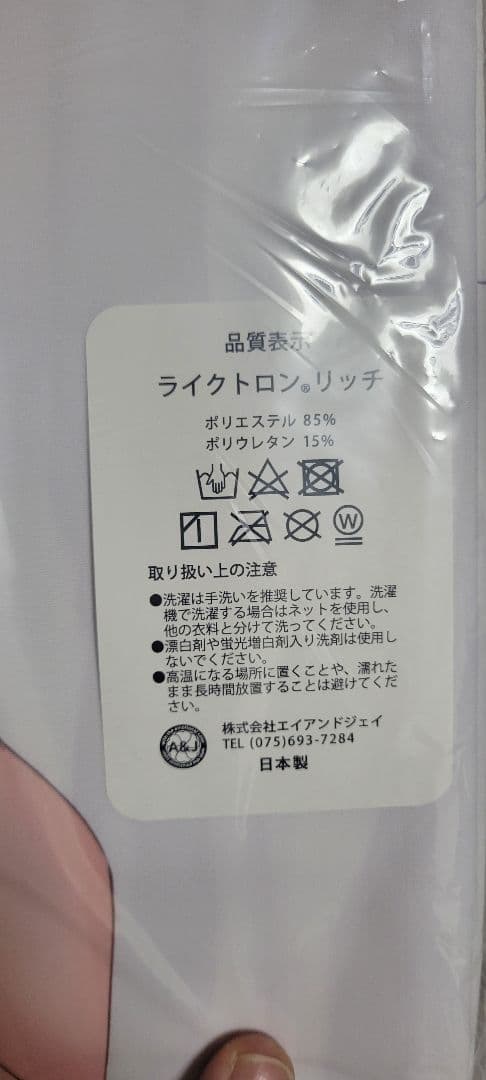 品質表示
ライクトロン®リッチ
ポリエステル 85%
ポリウレタン 15%
W
取り扱い上の注意
●洗濯は手洗いを推奨しています。洗濯
機で洗濯する場合はネットを使用し、
他の衣料と分けて洗ってください。
●漂白剤や蛍光増白剤入り洗剤は使用し
ないでください。
●高温になる場所に置くことや、濡れた
まま長時間放置することは避けてくだ
さい。
A&J
株式会社エイアンドジェイ
TEL (075)693-7284
日本製